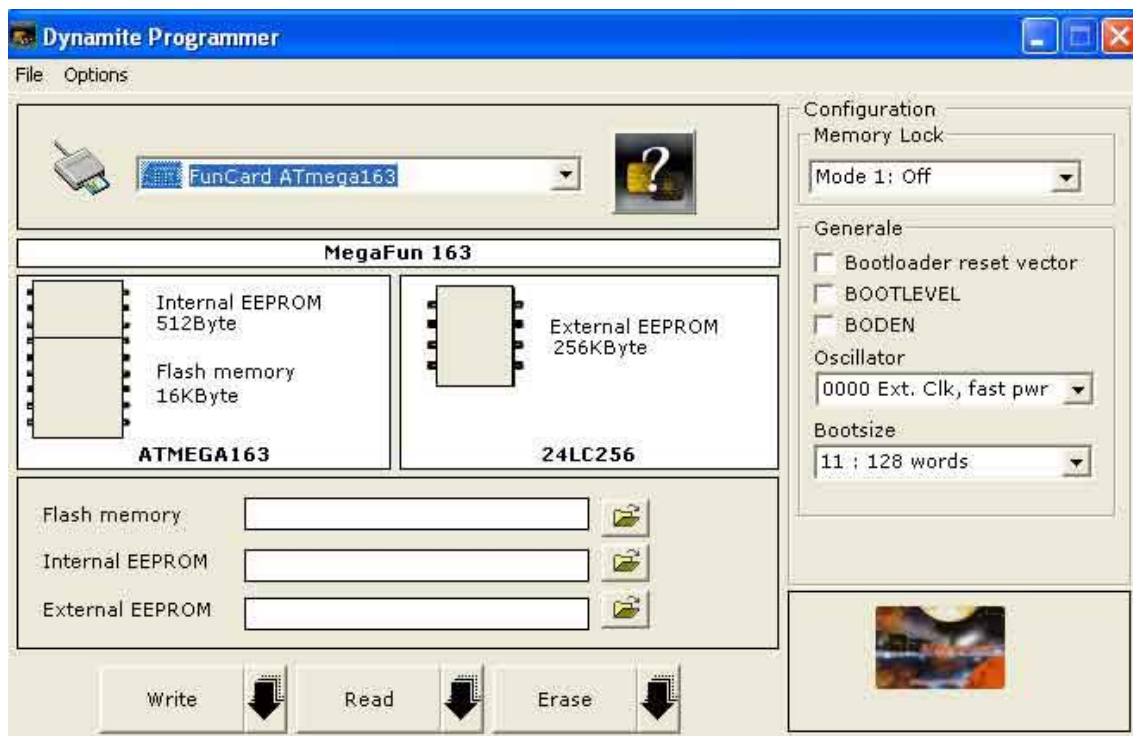 Dynamite Programmer
File Options
FunCard ATmega163
?
MegaFun 163
Internal EEPROM
512Byte
Flash memory
16KByte
ATMEGA163
External EEPROM
256KByte
24LC256
Flash memory
Internal EEPROM
External EEPROM
Write
Read
Erase
Configuration
Memory Lock
Mode 1: Off
Generale
Bootloader reset vector
BOOTLEVEL
BODEN
Oscillator
0000 Ext. Clk, fast pwr
Bootsize
11 : 128 words